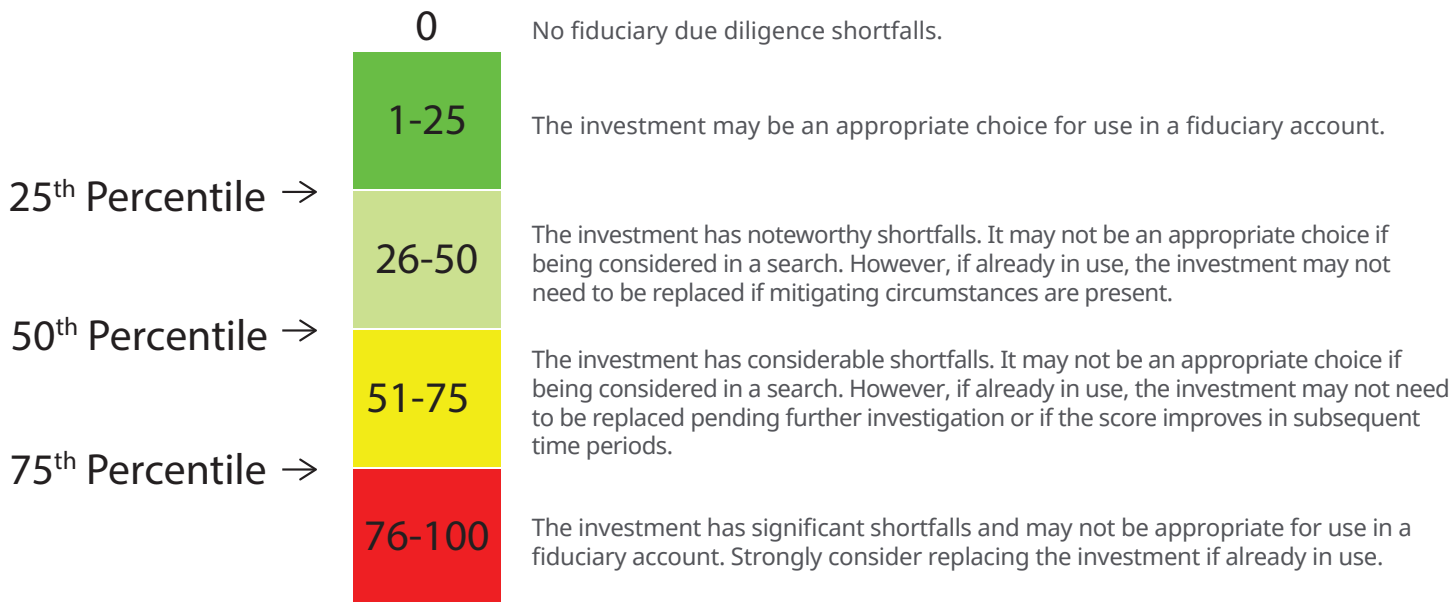 0
No fiduciary due diligence shortfalls.
1-25
The investment may be an appropriate choice for use in a fiduciary account.
25th Percentile →
26-50
The investment has noteworthy shortfalls. It may not be an appropriate choice if
being considered in a search. However, if already in use, the investment may not
need to be replaced if mitigating circumstances are present.
50th Percentile →
51-75
The investment has considerable shortfalls. It may not be an appropriate choice if
being considered in a search. However, if already in use, the investment may not need
to be replaced pending further investigation or if the score improves in subsequent
time periods.
75th Percentile →
76-100
The investment has significant shortfalls and may not be appropriate for use in a
fiduciary account. Strongly consider replacing the investment if already in use.